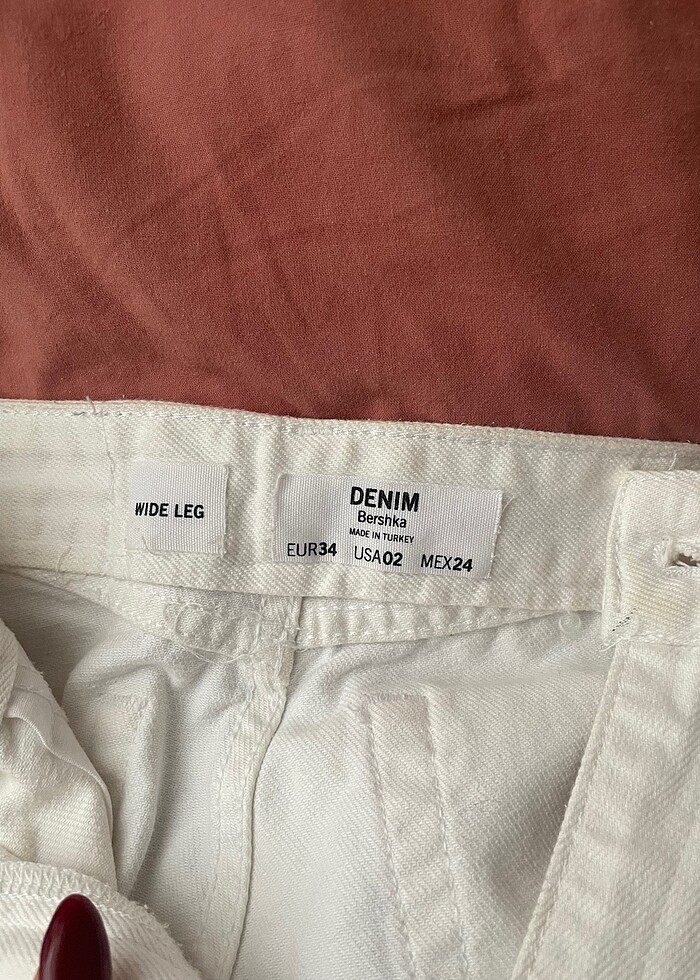 WIDE LEG
DENIM
Bershka
MADE IN TURKEY
EUR34 USA02 MEX24